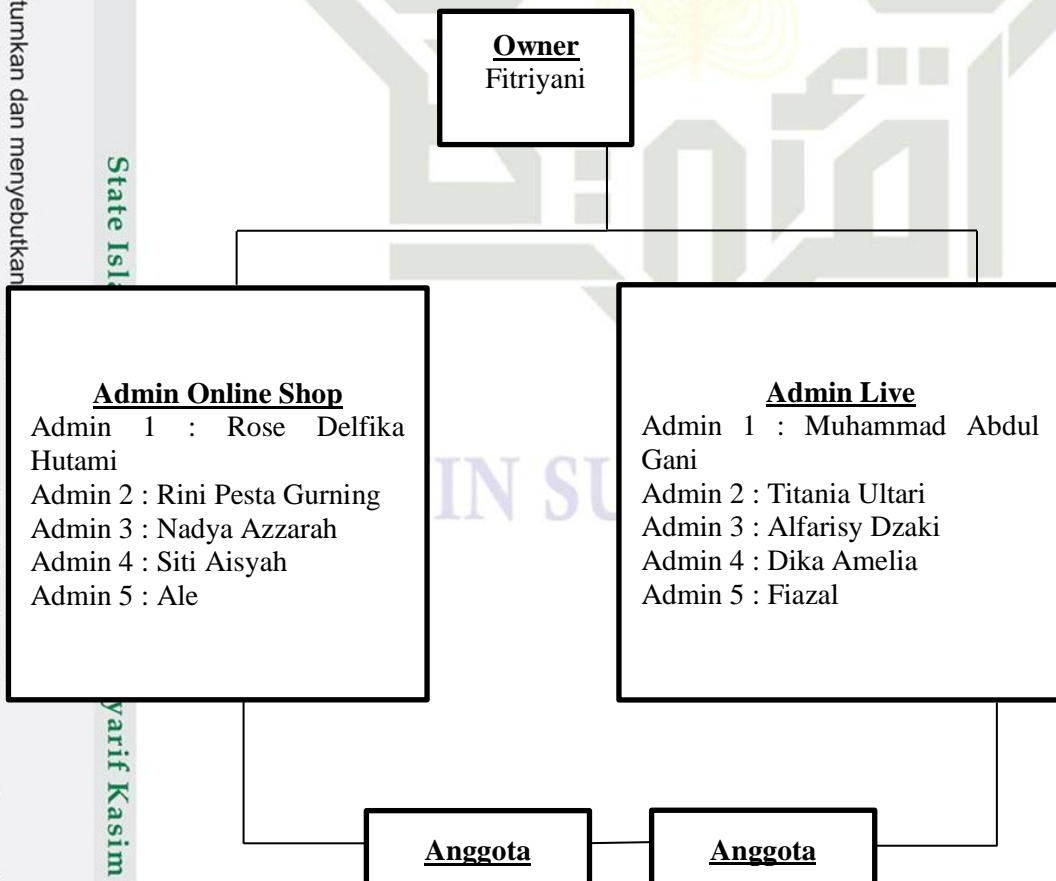 tumkan dan menyebutkan
State Isla
yarif Kasim
Owner
Fitriyani
Admin Online Shop
Admin 1 : Rose Delfika
Hutami
Admin 2 : Rini Pesta Gurning
Admin 3 : Nadya Azzarah
Admin 4 : Siti Aisyah
Admin 5 : Ale
IN SU
Admin Live
Admin 1 : Muhammad Abdul
Gani
Admin 2 : Titania Ultari
Admin 3 : Alfarisy Dzaki
Admin 4 : Dika Amelia
Admin 5 : Fiazal
Anggota
Anggota